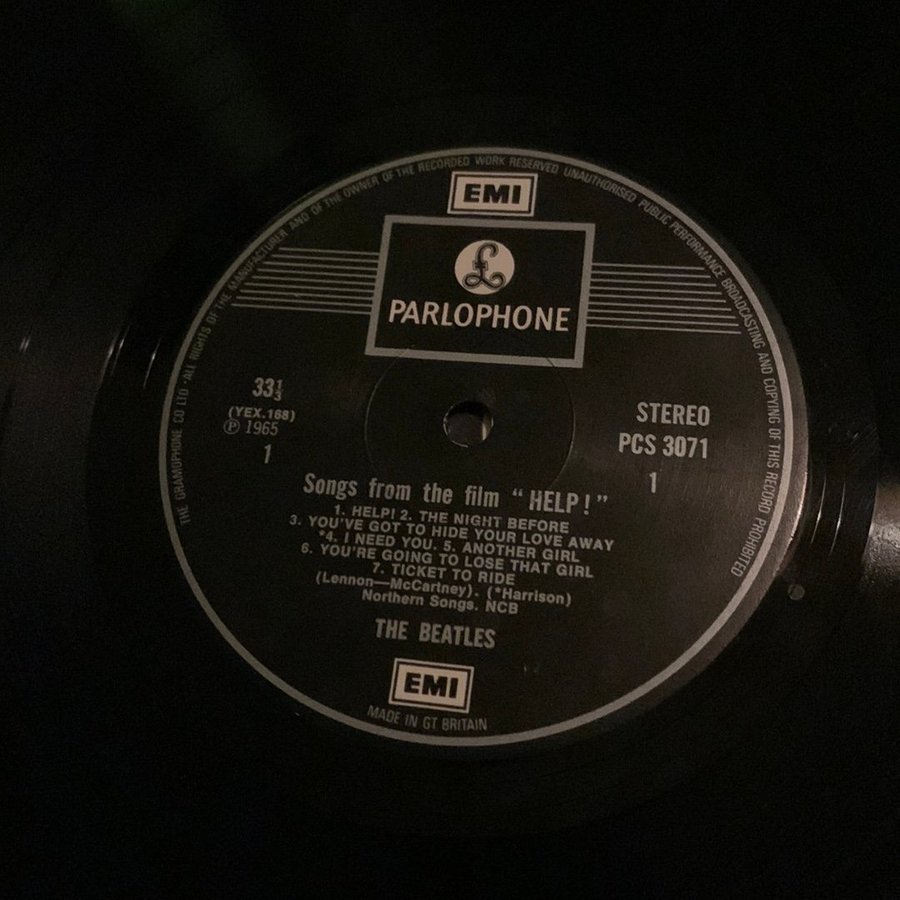 THE GRAMOPHONE CO LTD · ALL RIGHTS OF THE MANUFACTURER AND OF THE OWNER OF THE RECORDED WORK RESERVED UNAUTHORISED PUBLIC PERFORMANCE BROADCASTING AND COPYING OF THIS RECORD PROHIBITED
EMI
£
PARLOPHONE
33⅓
(YEX.168)
℗ 1965
1
STEREO
PCS 3071
1
Songs from the film "HELP!"
1. HELP! 2. THE NIGHT BEFORE
3. YOU'VE GOT TO HIDE YOUR LOVE AWAY
*4. I NEED YOU. 5. ANOTHER GIRL
6. YOU'RE GOING TO LOSE THAT GIRL
7. TICKET TO RIDE
(Lennon—McCartney). (*Harrison)
Northern Songs. NCB
THE BEATLES
EMI
MADE IN GT BRITAIN